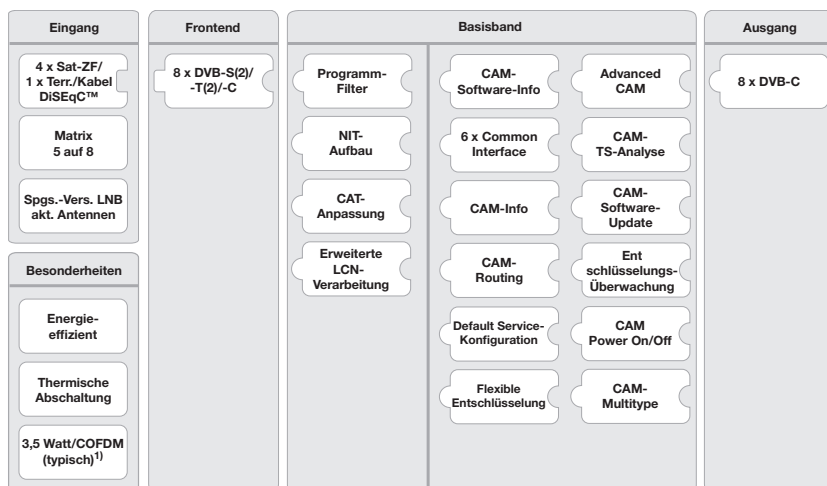 Eingang
4 x Sat-ZF/
1 x Terr./Kabel
DiSEqC™
Matrix
5 auf 8
Spgs.-Vers. LNB
akt. Antennen
Besonderheiten
Energie-
effizient
Thermische
Abschaltung
3,5 Watt/COFDM
(typisch)1)
Frontend
8 x DVB-S(2)/
-T(2)/-C
Basisband
Programm-
Filter
NIT-
Aufbau
CAT-
Anpassung
Erweiterte
LCN-
Verarbeitung
CAM-
Software-Info
6 x Common
Interface
CAM-Info
CAM-
Routing
Default Service-
Konfiguration
Flexible
Entschlüsselung
Advanced
CAM
CAM-
TS-Analyse
CAM-
Software-
Update
Ent
schlüsselungs-
Überwachung
CAM
Power On/Off
CAM-
Multitype
Ausgang
8 x DVB-C